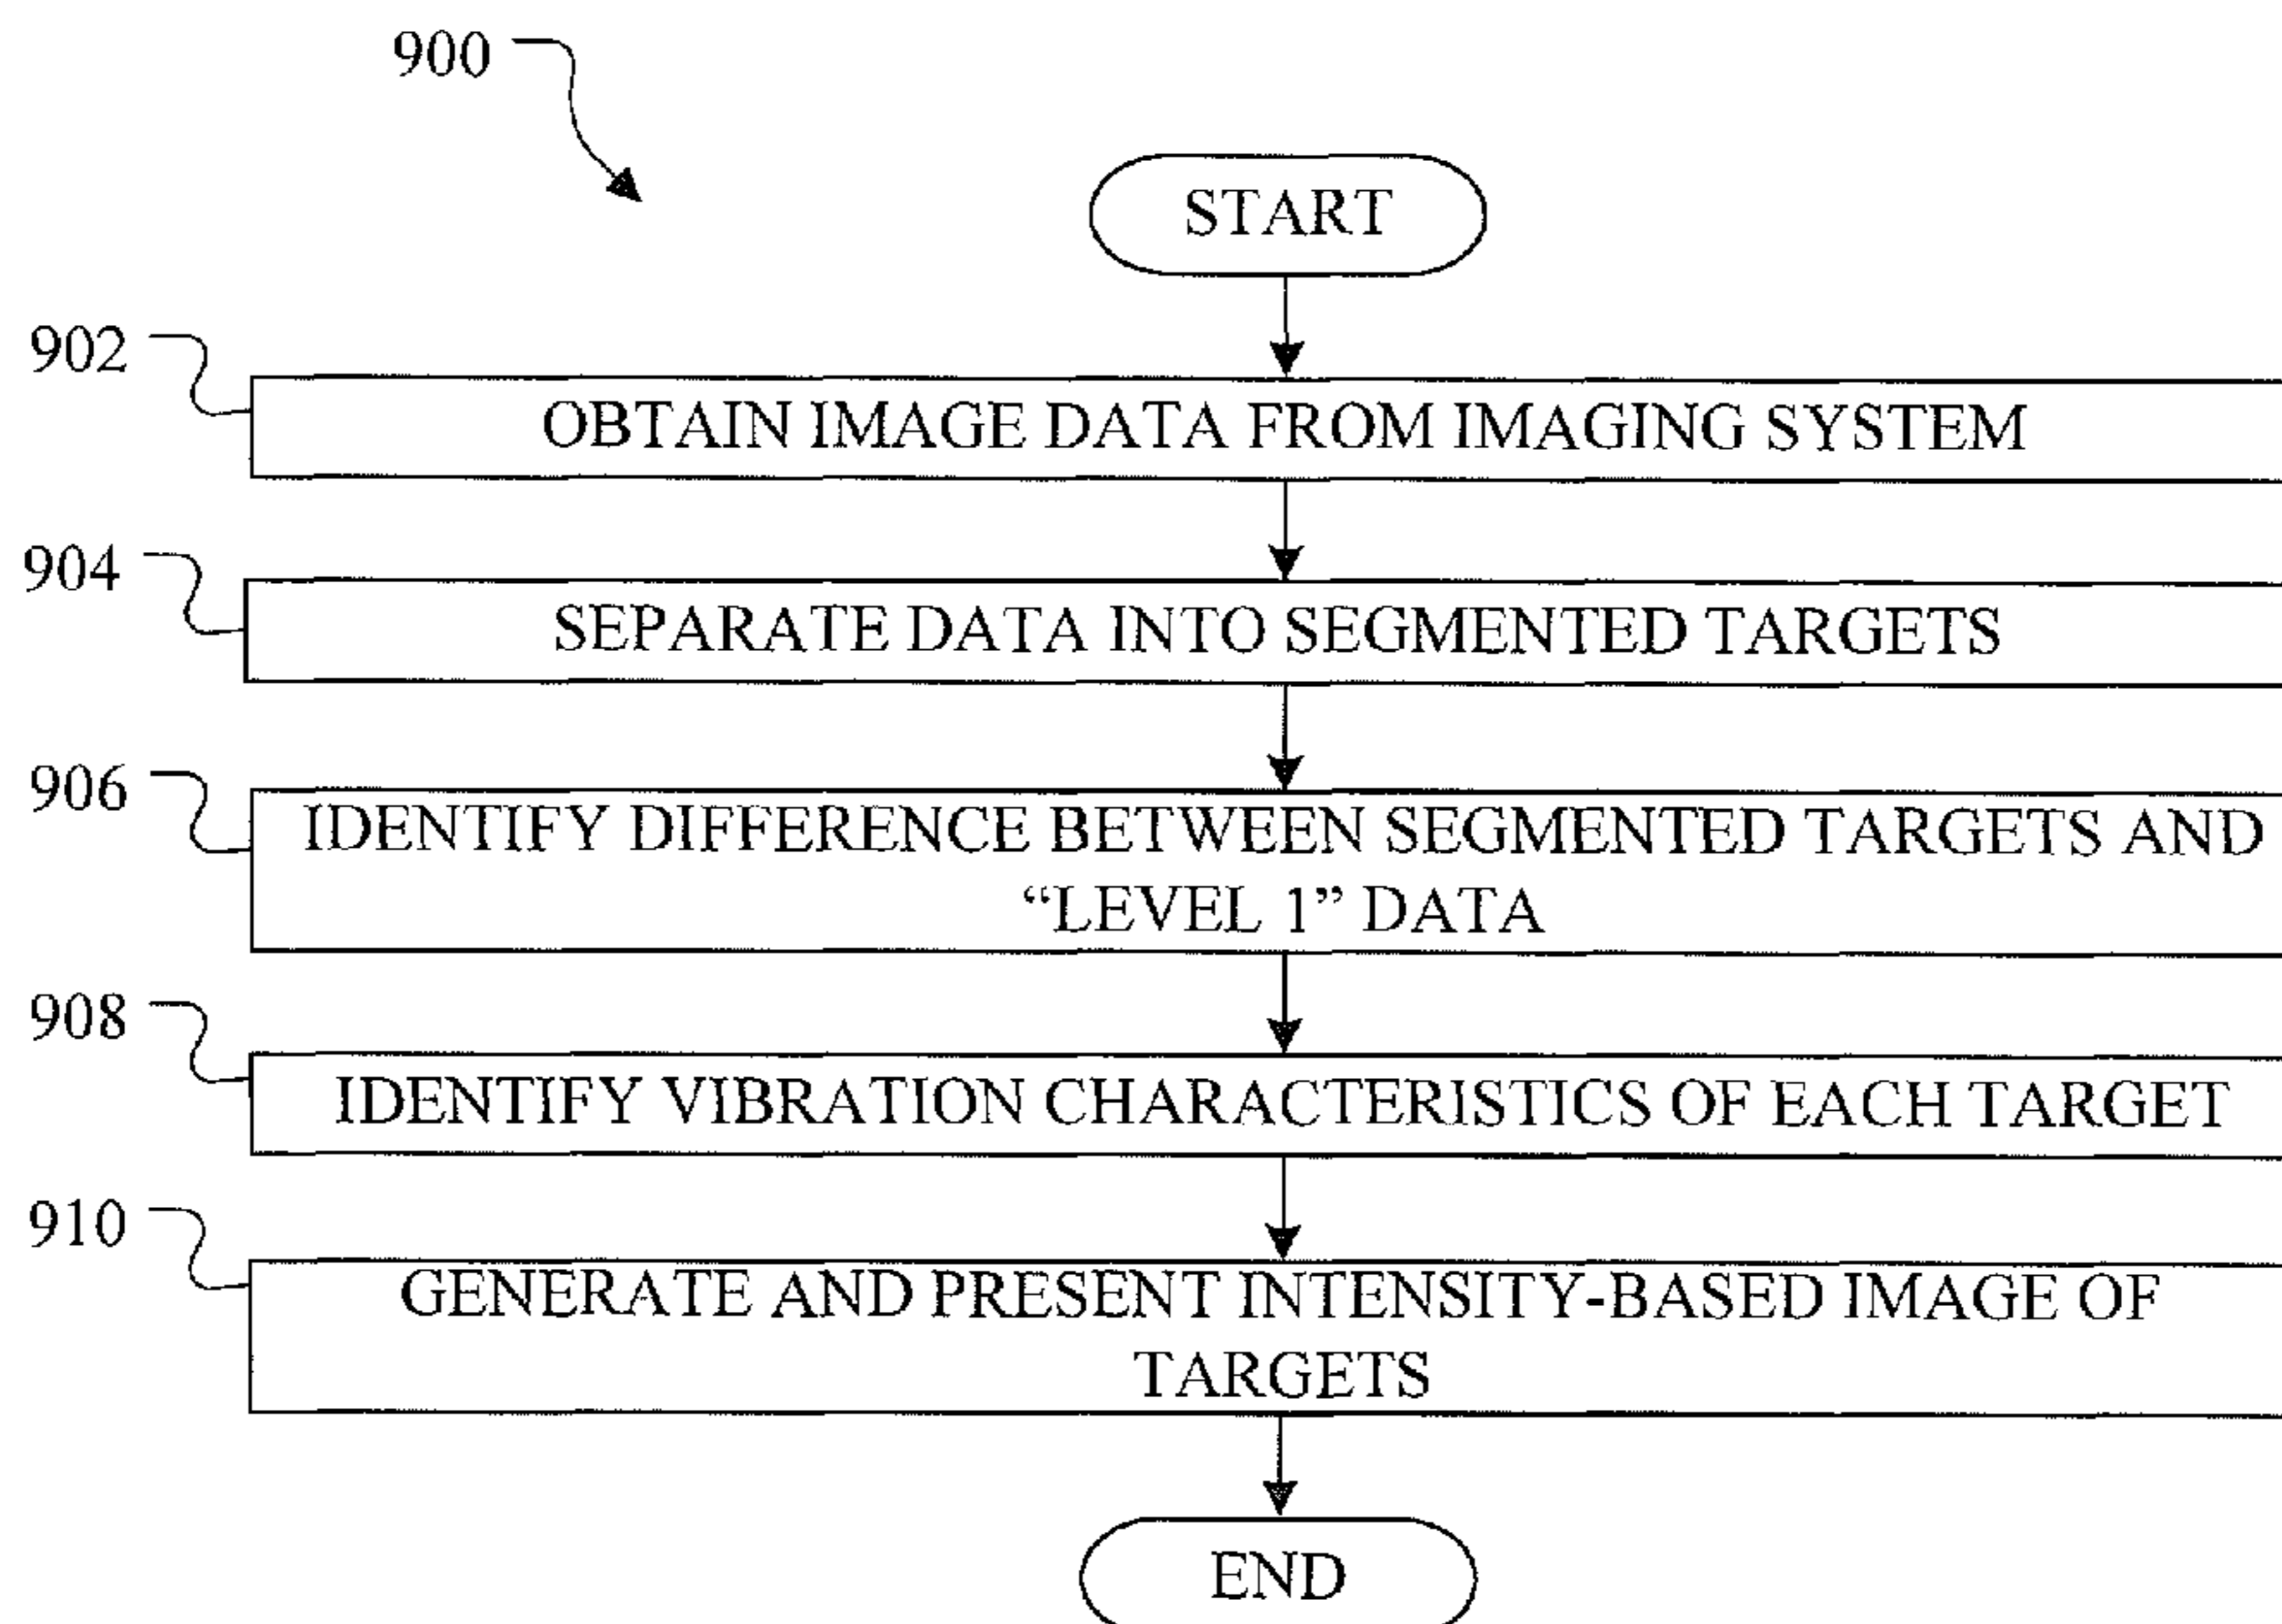 900
START
902
OBTAIN IMAGE DATA FROM IMAGING SYSTEM
904
SEPARATE DATA INTO SEGMENTED TARGETS
906
IDENTIFY DIFFERENCE BETWEEN SEGMENTED TARGETS AND
“LEVEL 1” DATA
908
IDENTIFY VIBRATION CHARACTERISTICS OF EACH TARGET
910
GENERATE AND PRESENT INTENSITY-BASED IMAGE OF
TARGETS
END